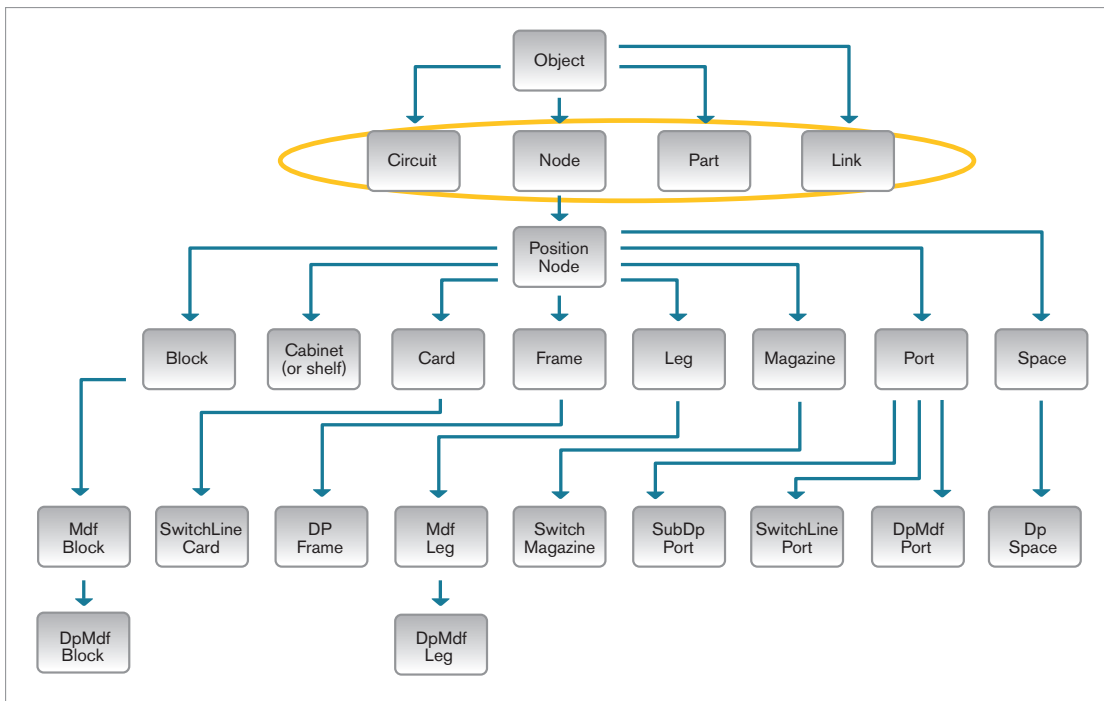 Object
Circuit
Node
Part
Link
Position
Node
Block
Cabinet
(or shelf)
Card
Frame
Leg
Magazine
Port
Space
Mdf
Block
SwitchLine
Card
DP
Frame
Mdf
Leg
Switch
Magazine
SubDp
Port
SwitchLine
Port
DpMdf
Port
Dp
Space
DpMdf
Block
DpMdf
Leg